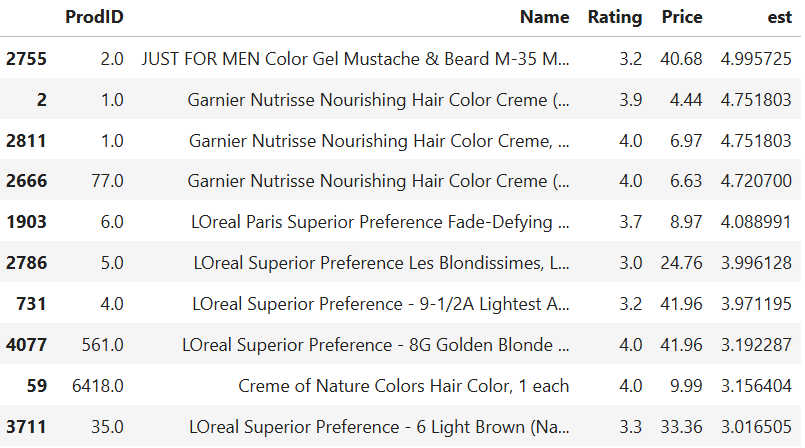 ProdID Name Rating Price est
2755 2.0 JUST FOR MEN Color Gel Mustache & Beard M-35 M... 3.2 40.68 4.995725
2 1.0 Garnier Nutrisse Nourishing Hair Color Creme (... 3.9 4.44 4.751803
2811 1.0 Garnier Nutrisse Nourishing Hair Color Creme, ... 4.0 6.97 4.751803
2666 77.0 Garnier Nutrisse Nourishing Hair Color Creme (... 4.0 6.63 4.720700
1903 6.0 LOreal Paris Superior Preference Fade-Defying ... 3.7 8.97 4.088991
2786 5.0 LOreal Superior Preference Les Blondissimes, L... 3.0 24.76 3.996128
731 4.0 LOreal Superior Preference - 9-1/2A Lightest A... 3.2 41.96 3.971195
4077 561.0 LOreal Superior Preference - 8G Golden Blonde ... 4.0 41.96 3.192287
59 6418.0 Creme of Nature Colors Hair Color, 1 each 4.0 9.99 3.156404
3711 35.0 LOreal Superior Preference - 6 Light Brown (Na... 3.3 33.36 3.016505